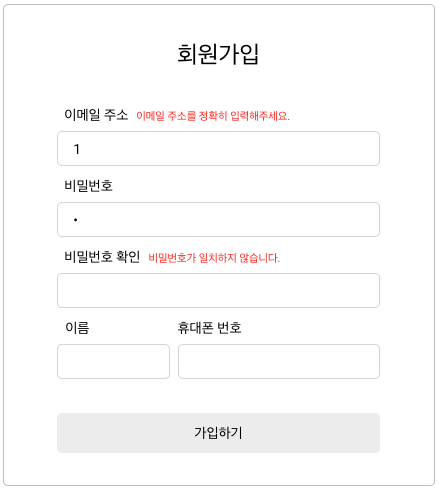 회원가입
이메일 주소 이메일 주소를 정확히 입력해주세요.
1
비밀번호
•
비밀번호 확인 비밀번호가 일치하지 않습니다.
이름 휴대폰 번호
가입하기